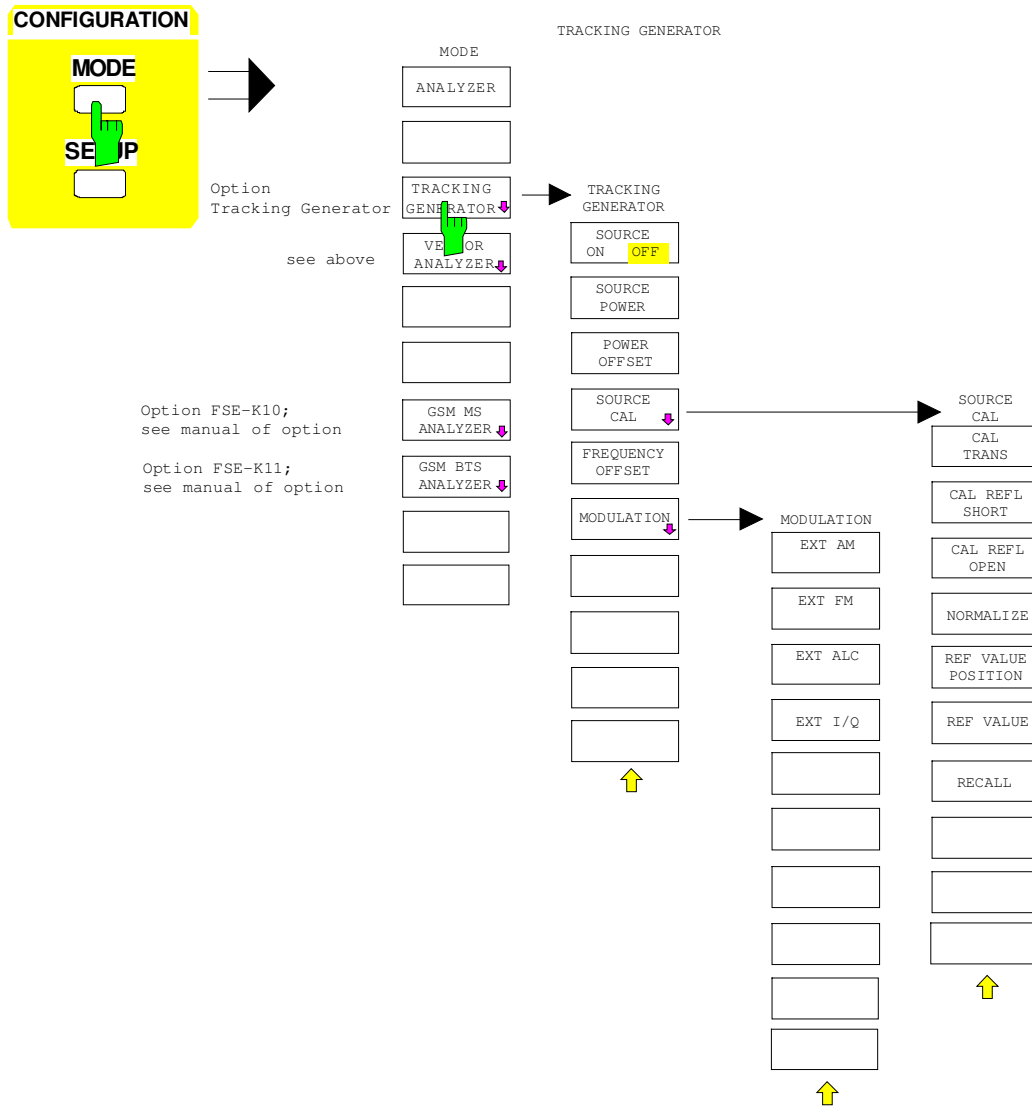 CONFIGURATION
MODE
TRACKING GENERATOR
MODE
ANALYZER
Option
Tracking Generator
TRACKING
GENERATOR
see above
ANALYZER
Option FSE-K10;
see manual of option
GSM MS
ANALYZER
Option FSE-K11;
see manual of option
GSM BTS
ANALYZER
TRACKING
GENERATOR
SOURCE
ON OFF
SOURCE
POWER
POWER
OFFSET
SOURCE
CAL
FREQUENCY
OFFSET
MODULATION
MODULATION
EXT AM
EXT FM
EXT ALC
EXT I/Q
SOURCE
CAL
CAL
TRANS
CAL REFL
SHORT
CAL REFL
OPEN
NORMALIZE
REF VALUE
POSITION
REF VALUE
RECALL